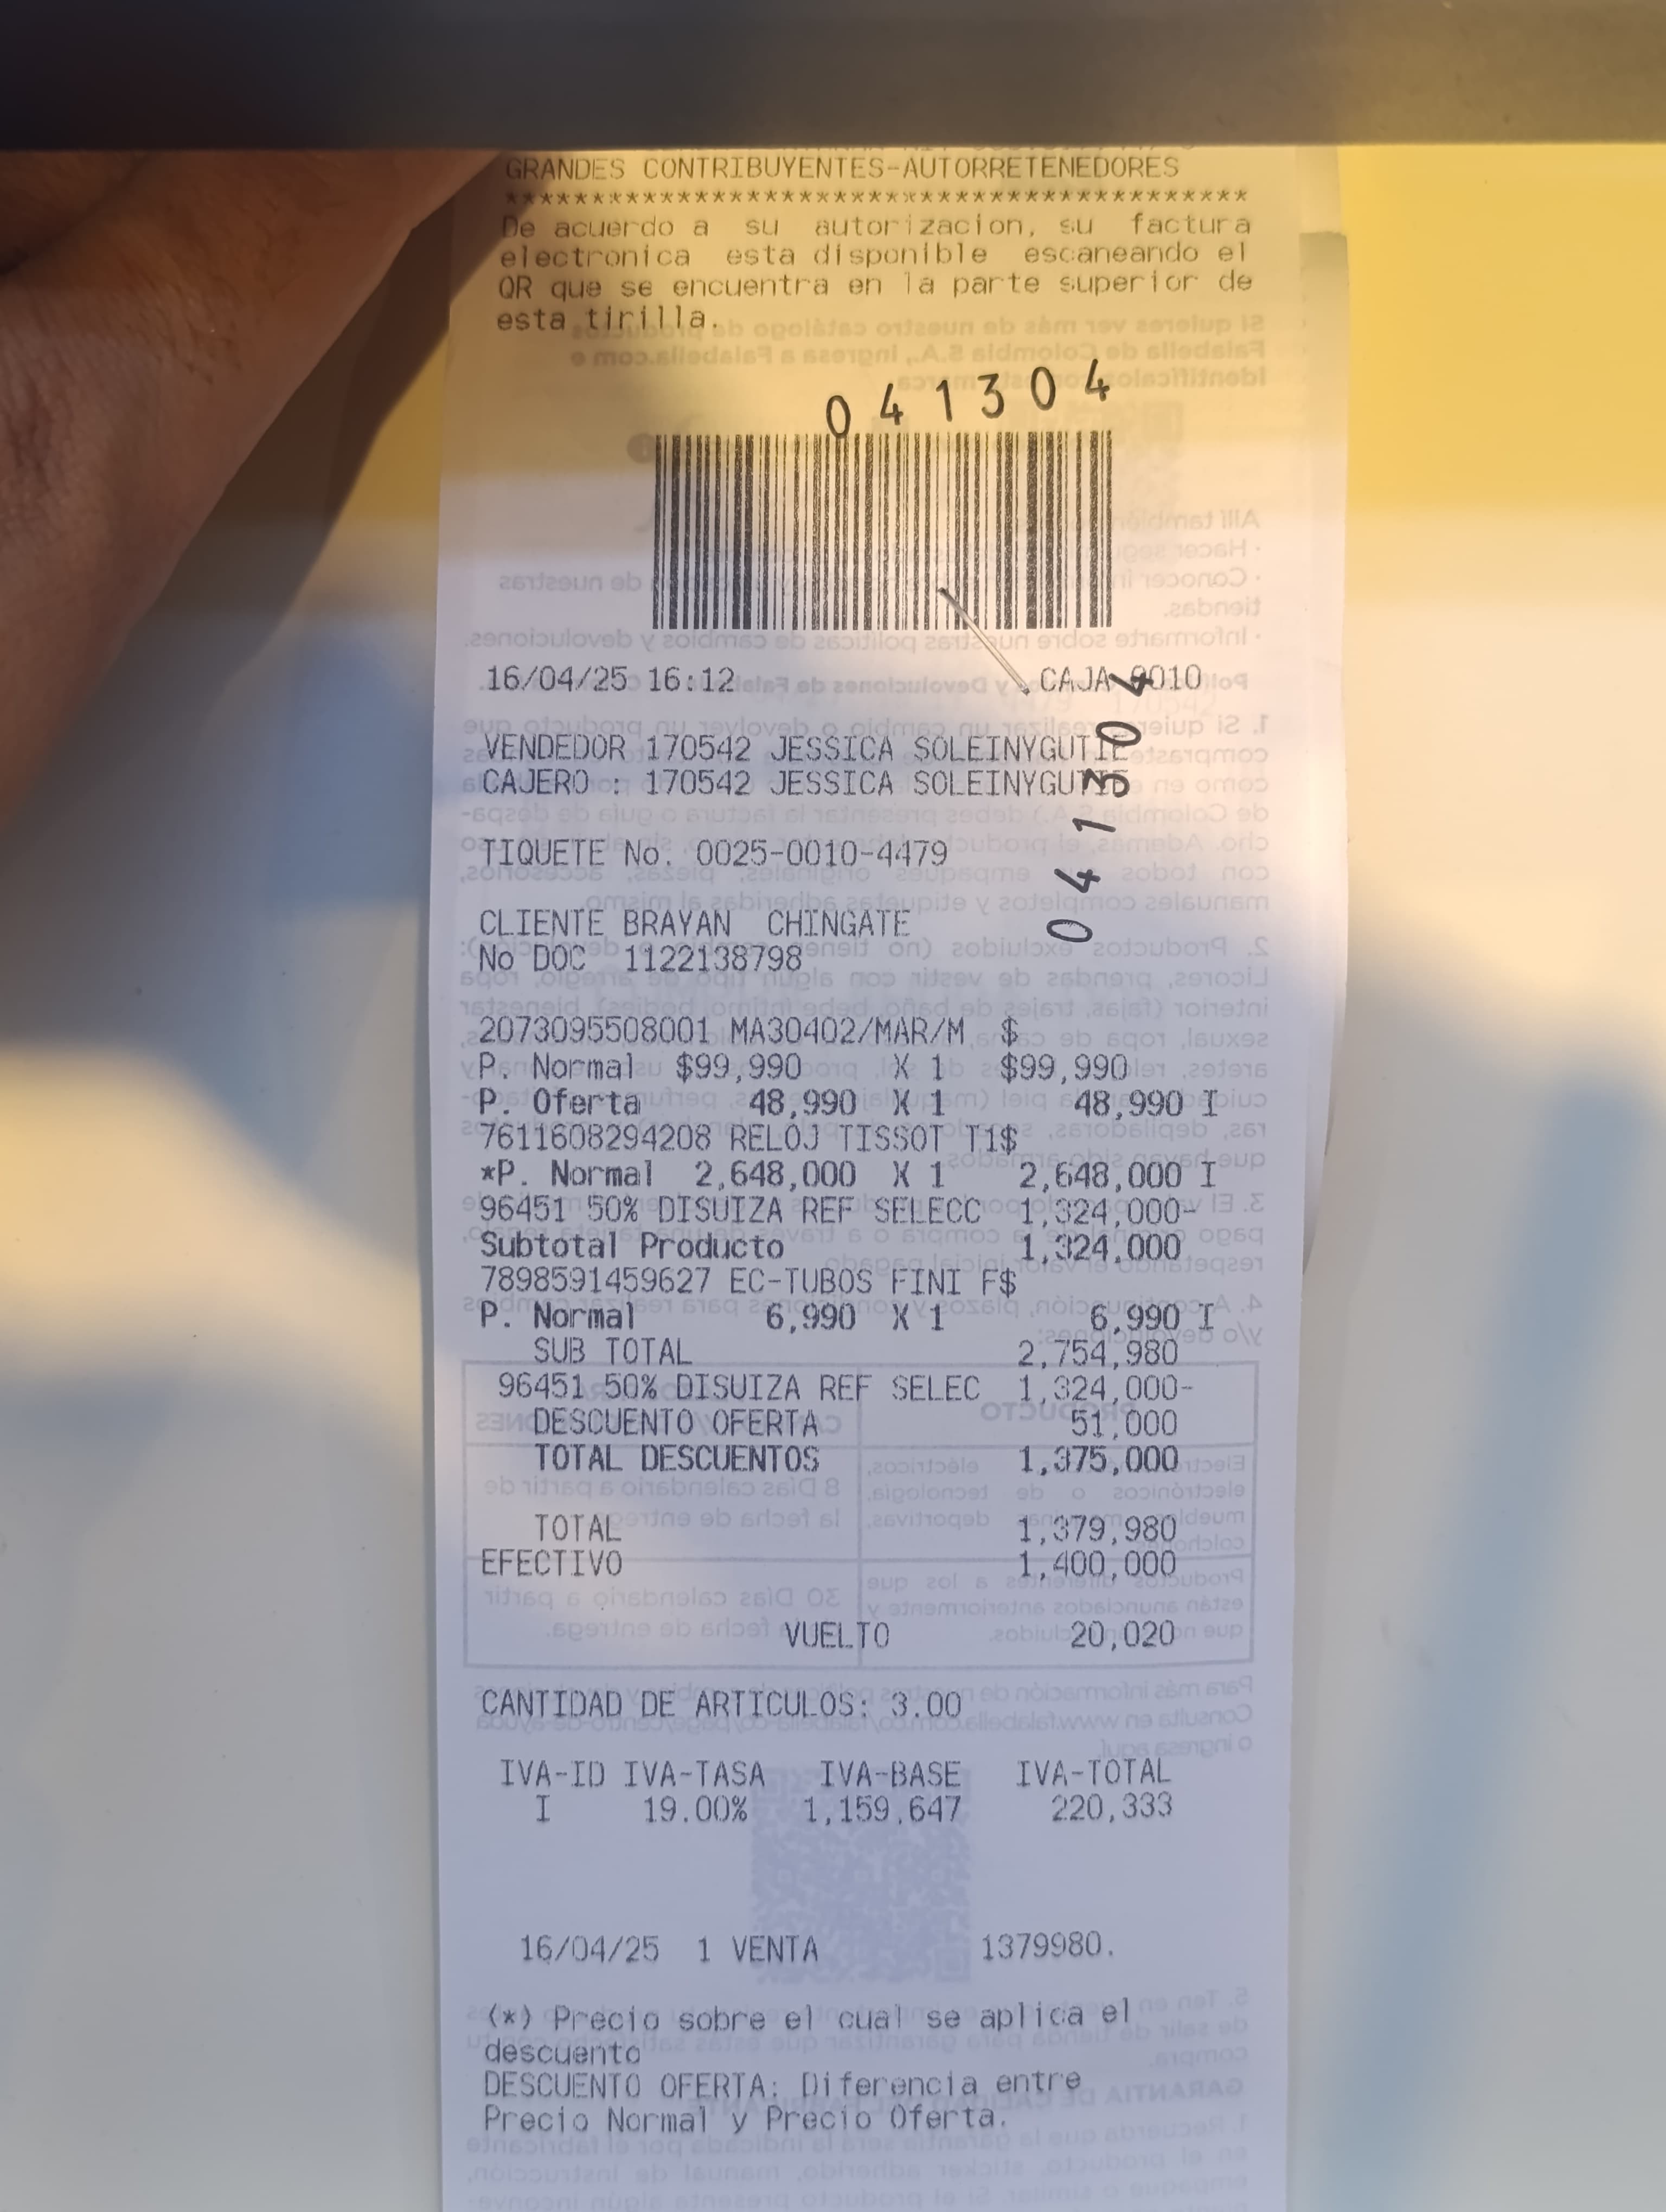 GRANDES CONTRIBUYENTES-AUTORRETENEDORES
******************************************
De acuerdo a su autorizacion, su factura
electronica esta disponible escaneando el
QR que se encuentra en la parte superior de
esta tirilla.
041304
16/04/25 16:12 CAJA 0010
VENDEDOR 170542 JESSICA SOLEINYGUTIE
CAJERO : 170542 JESSICA SOLEINYGUTIE
041304
TIQUETE No. 0025-0010-4479
CLIENTE BRAYAN CHINGATE
No DOC 1122138798
2073095508001 MA30402/MAR/M $
P. Normal $99,990 X 1 $99,990
P. Oferta 48,990 X 1 48,990 I
7611608294208 RELOJ TISSOT T1$
*P. Normal 2,648,000 X 1 2,648,000 I
96451 50% DISUIZA REF SELECC 1,324,000-
Subtotal Producto 1,324,000
7898591459627 EC-TUBOS FINI F$
P. Normal 6,990 X 1 6,990 I
SUB TOTAL 2,754,980
96451 50% DISUIZA REF SELEC 1,324,000-
DESCUENTO OFERTA 51,000
TOTAL DESCUENTOS 1,375,000
TOTAL 1,379,980
EFECTIVO 1,400,000
VUELTO 20,020
CANTIDAD DE ARTICULOS: 3.00
IVA-ID IVA-TASA IVA-BASE IVA-TOTAL
I 19.00% 1,159,647 220,333
16/04/25 1 VENTA 1379980.
(*) Precio sobre el cual se aplica el
descuento
DESCUENTO OFERTA: Diferencia entre
Precio Normal y Precio Oferta.